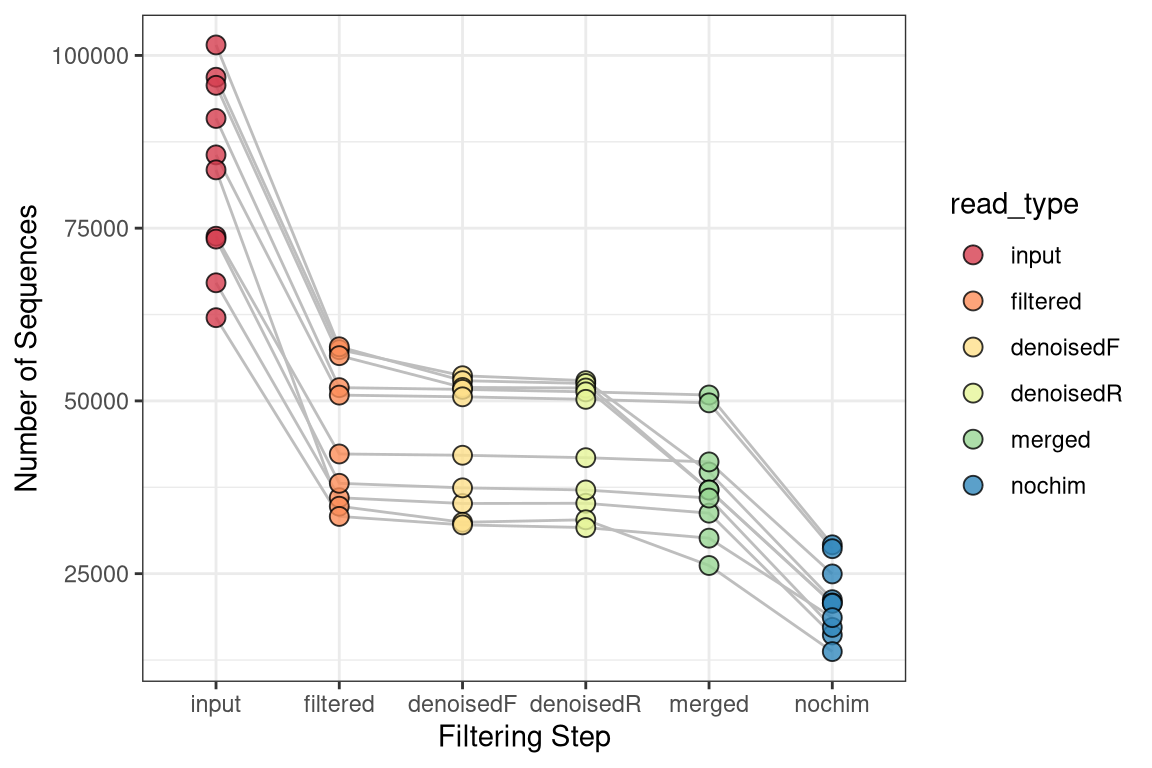 100000
75000
50000
25000
Number of Sequences
input
filtered
denoisedF
denoisedR
merged
nochim
Filtering Step
read_type
input
filtered
denoisedF
denoisedR
merged
nochim